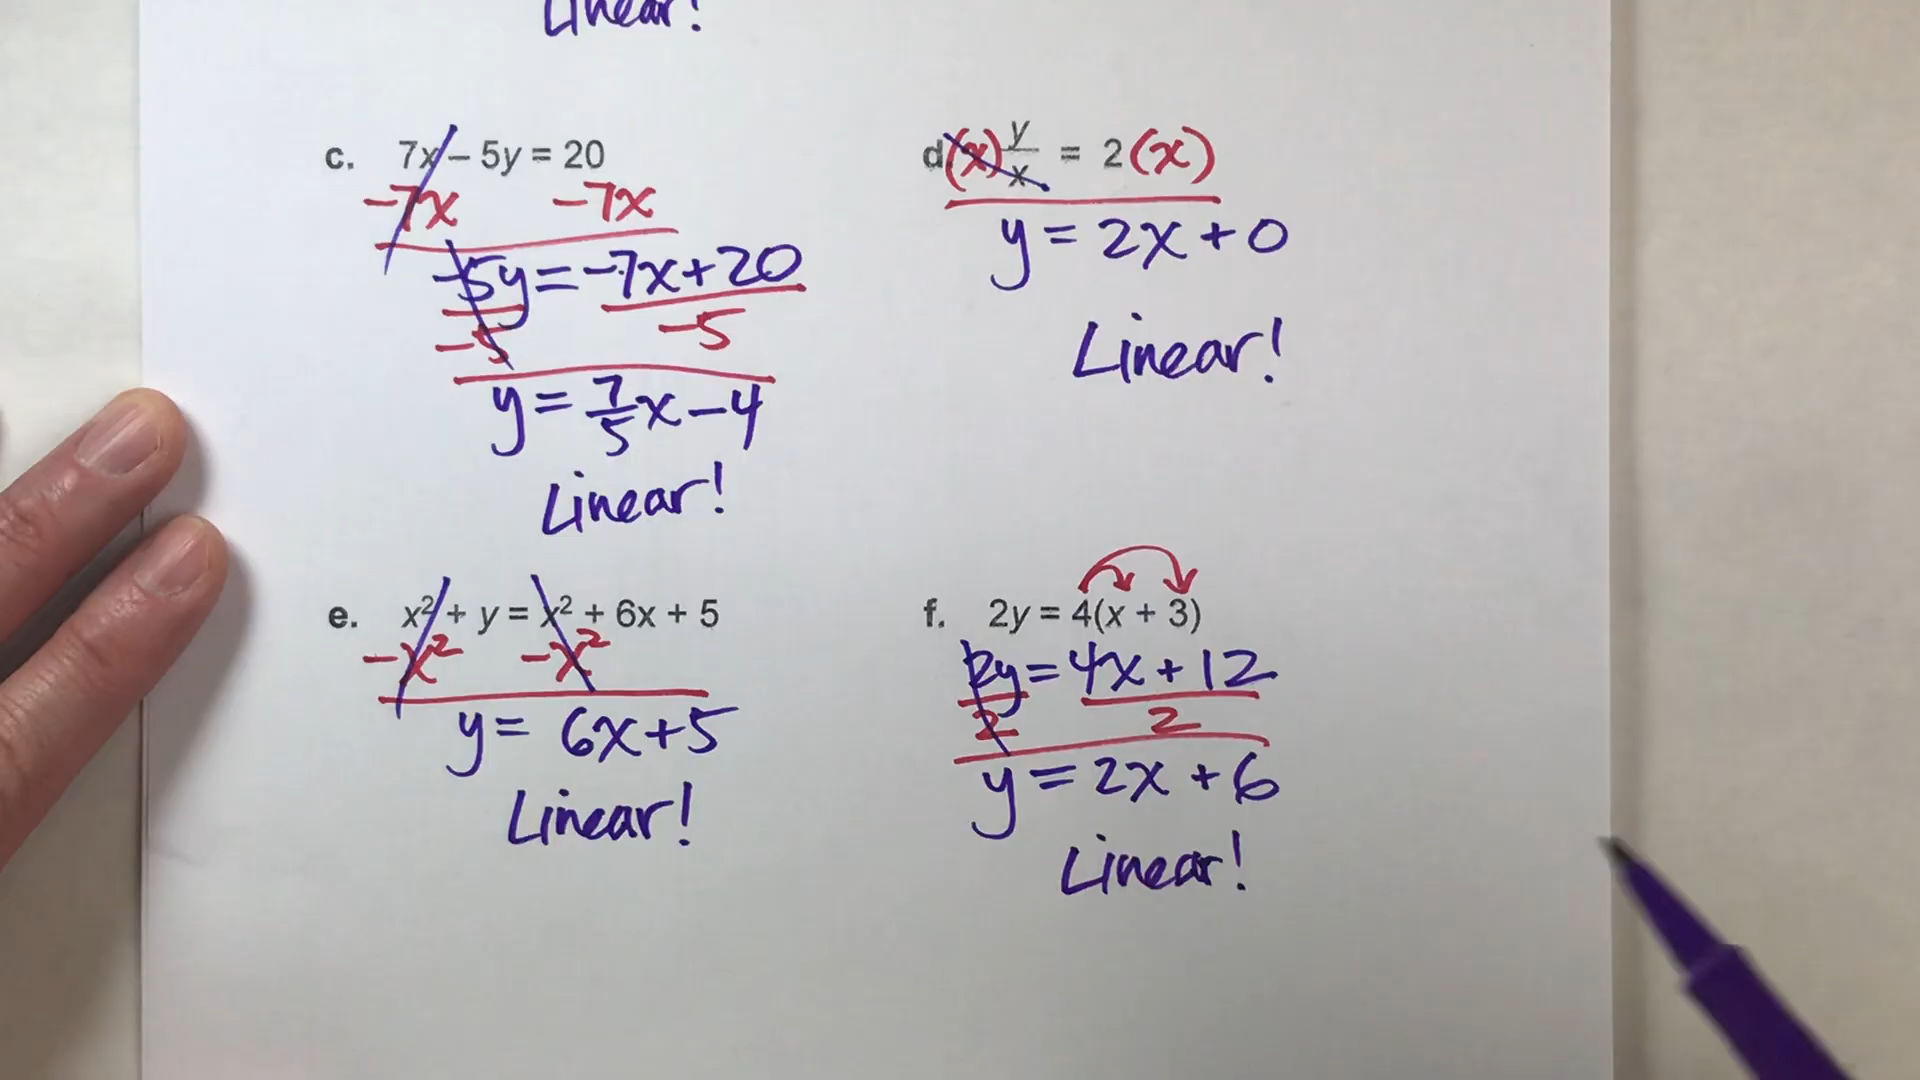 Linear!
c. 7x – 5y = 20
-7x -7x
-5y = -7x + 20
-5 -5
y = 7/5 x - 4
Linear!
d. (x) y/x = 2 (x)
y = 2x + 0
Linear!
e. x² + y = x² + 6x + 5
-x² -x²
y = 6x + 5
Linear!
f. 2y = 4(x + 3)
2y = 4x + 12
2 2
y = 2x + 6
Linear!